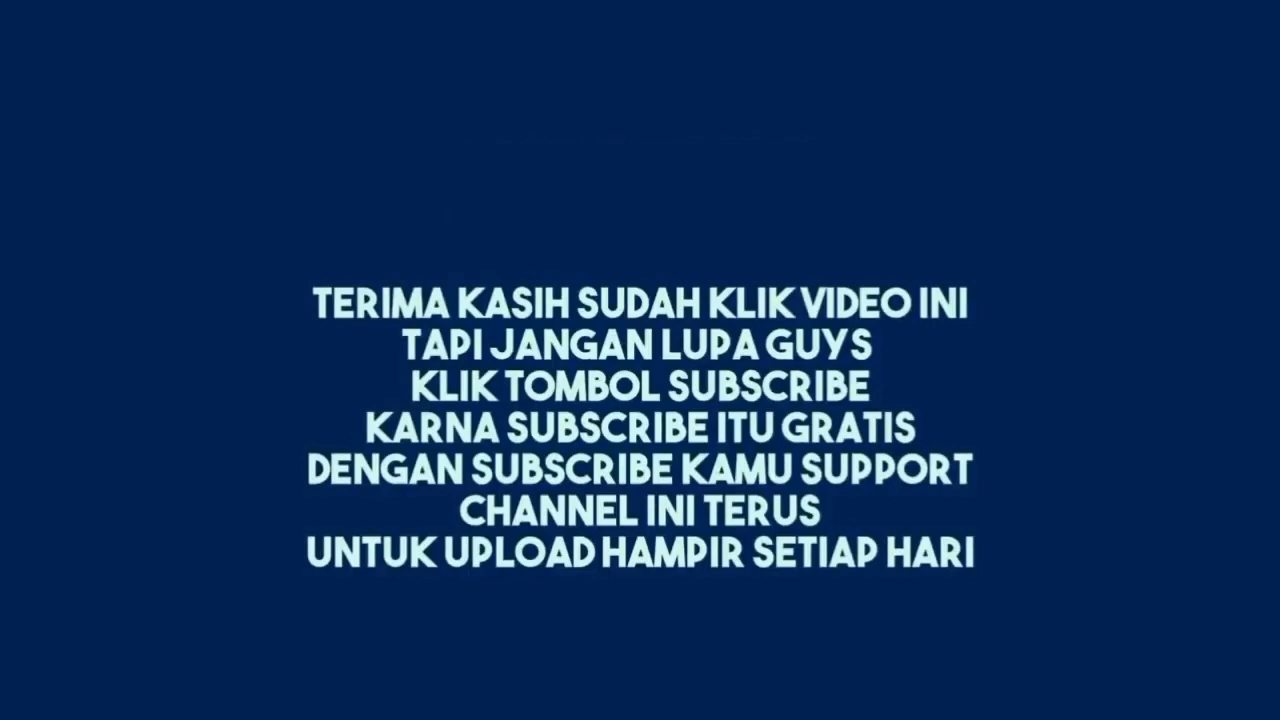 TERIMA KASIH SUDAH KLIK VIDEO INI
TAPI JANGAN LUPA GUYS
KLIK TOMBOL SUBSCRIBE
KARNA SUBSCRIBE ITU GRATIS
DENGAN SUBSCRIBE KAMU SUPPORT
CHANNEL INI TERUS
UNTUK UPLOAD HAMPIR SETIAP HARI